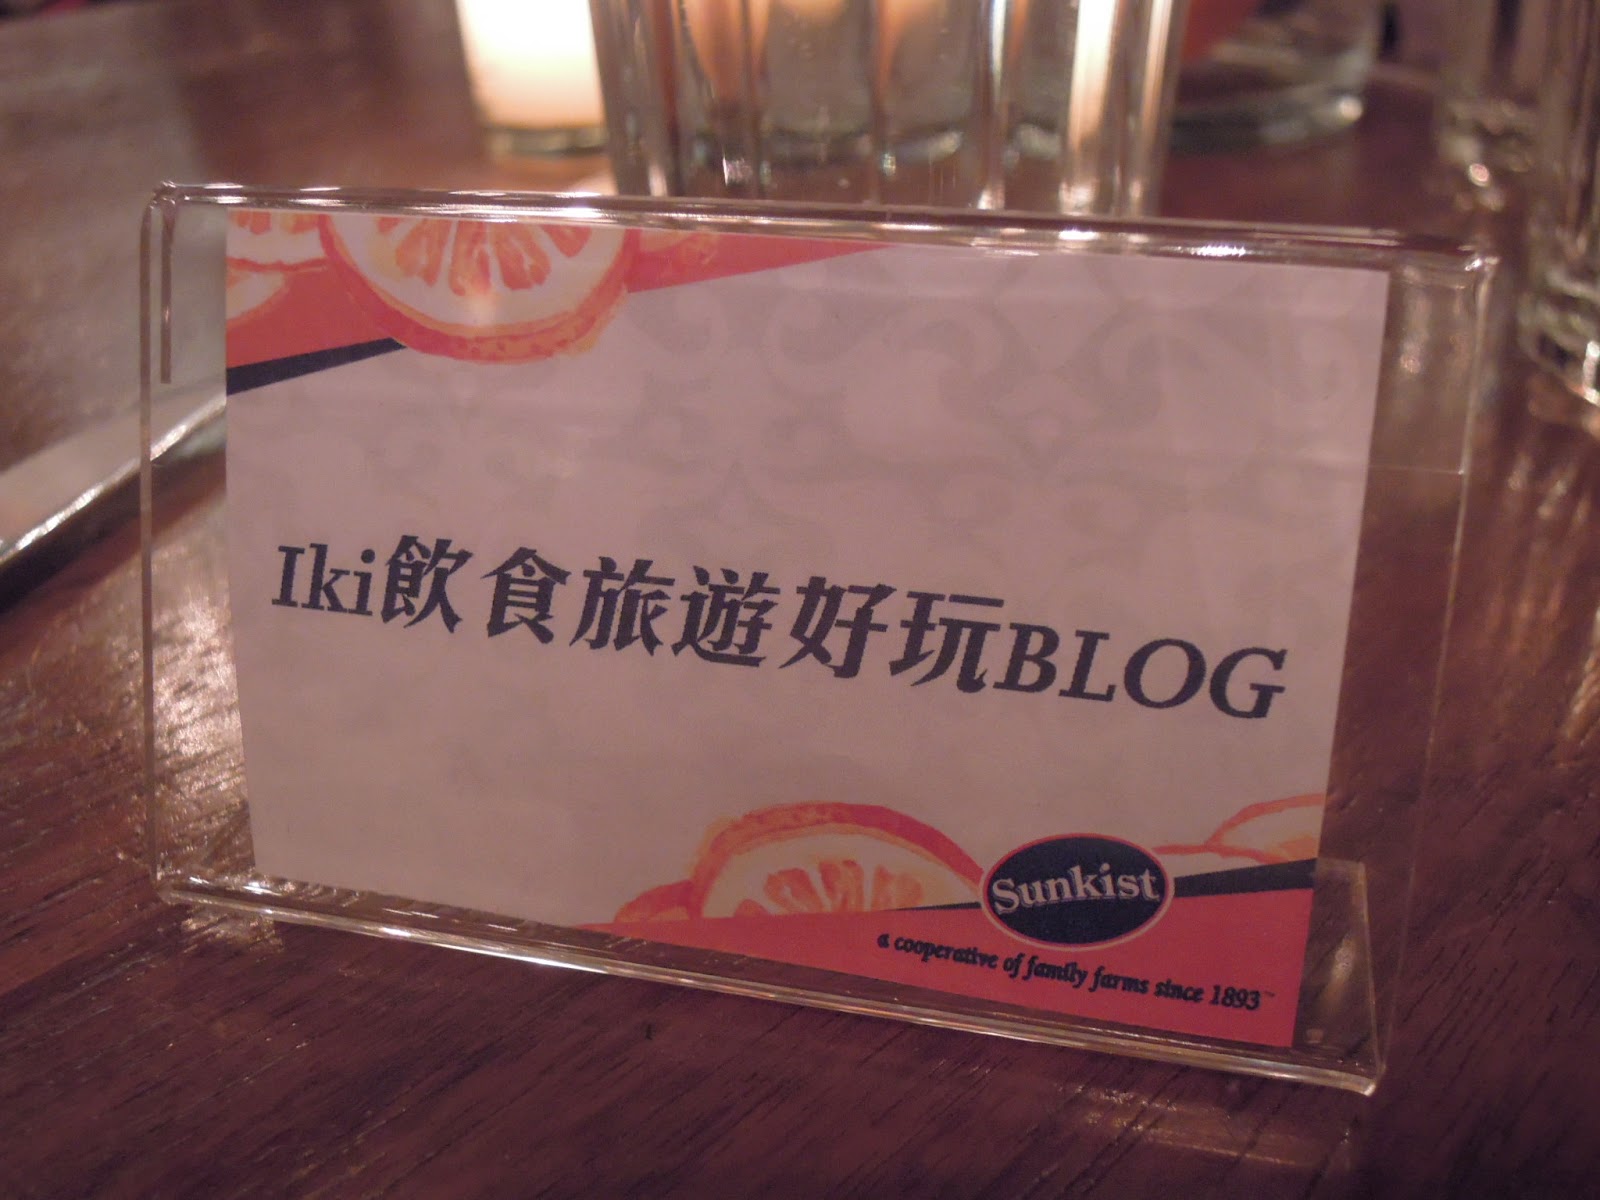 Iki飲食旅遊好玩BLOG
Sunkist
a cooperative of family farms since 1893™